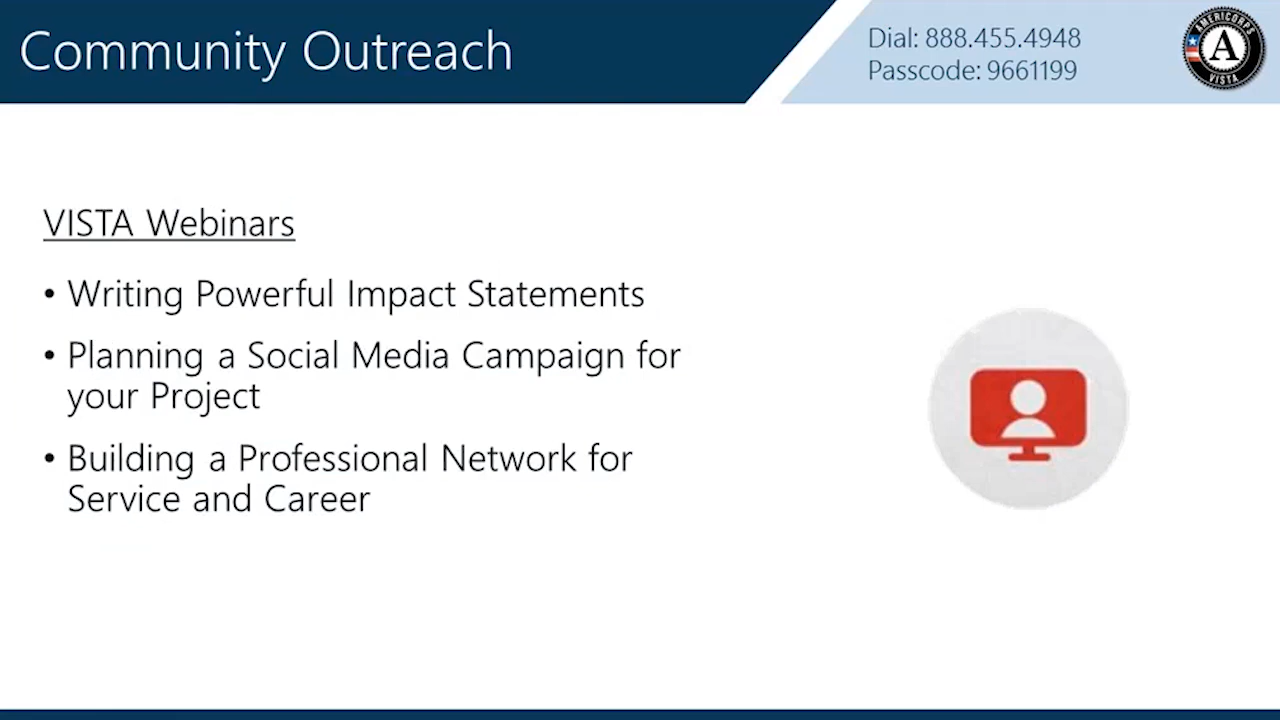 Community Outreach
Dial: 888.455.4948
Passcode: 9661199
AMERICORPS
A
VISTA
VISTA Webinars
• Writing Powerful Impact Statements
• Planning a Social Media Campaign for
your Project
• Building a Professional Network for
Service and Career